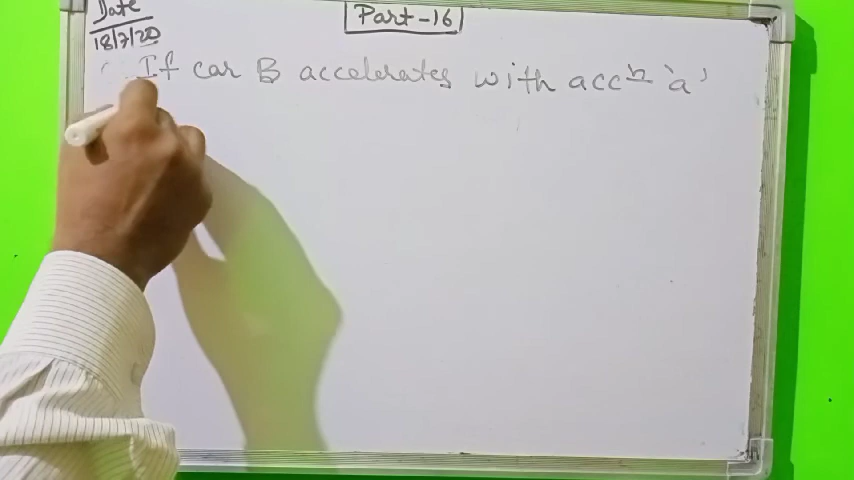 Date
18/7/20
Part-16
If car B accelerates with accⁿ 'a'